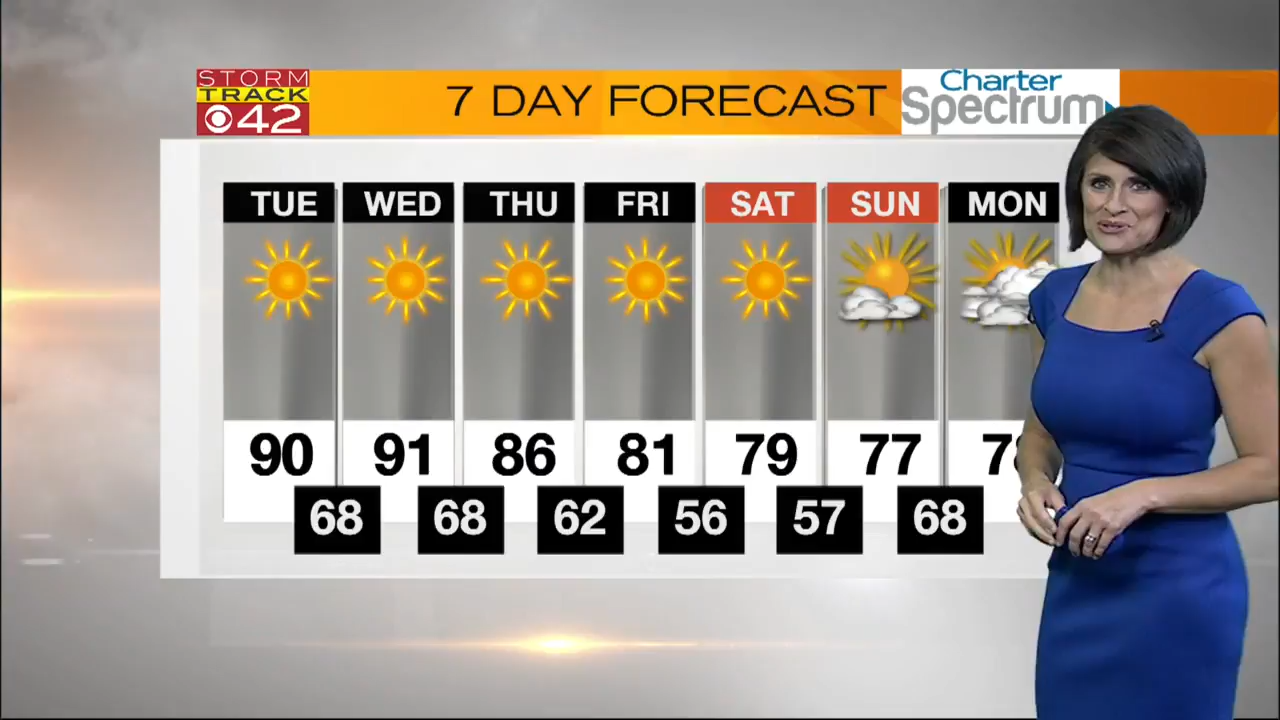 STORM
TRACK
42
7 DAY FORECAST
Charter
Spectrum
TUE WED THU FRI SAT SUN MON
90 91 86 81 79 77
68 68 62 56 57 68